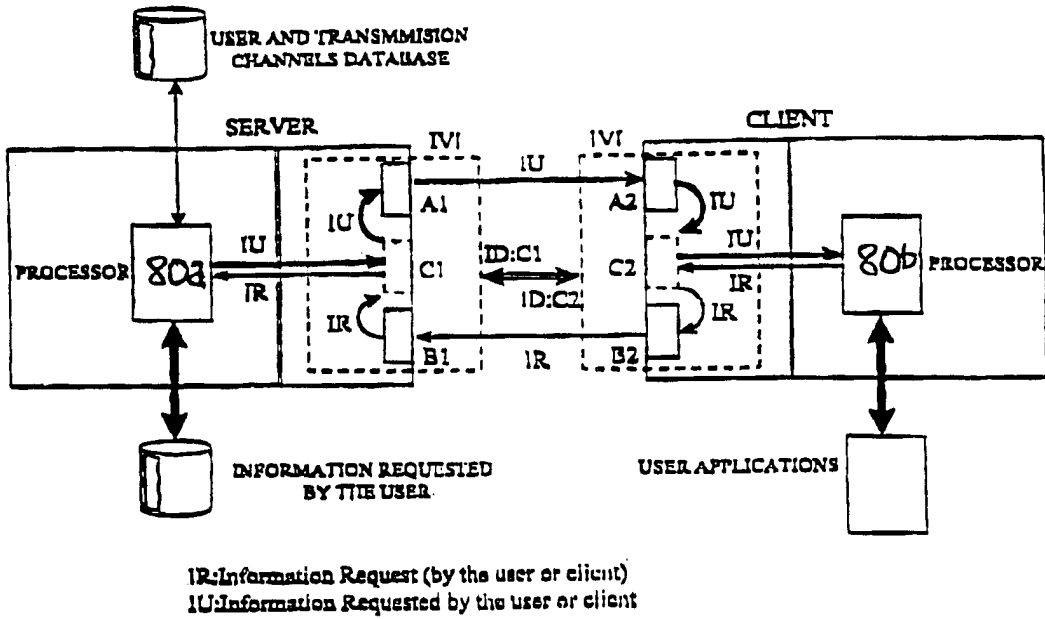 USER AND TRANSMMISION
CHANNELS DATABASE
SERVER
CLIENT
IVI
IVI
IU
A1
A2
IU
IU
PROCESSOR
80a
IU
IR
C1
ID:C1
ID:C2
C2
IU
IR
80b
PROCESSOR
IR
IR
B1
IR
B2
INFORMATION REQUESTED
BY THE USER
USER APPLICATIONS
IR:Information Request (by the user or client)
IU:Information Requested by the user or client